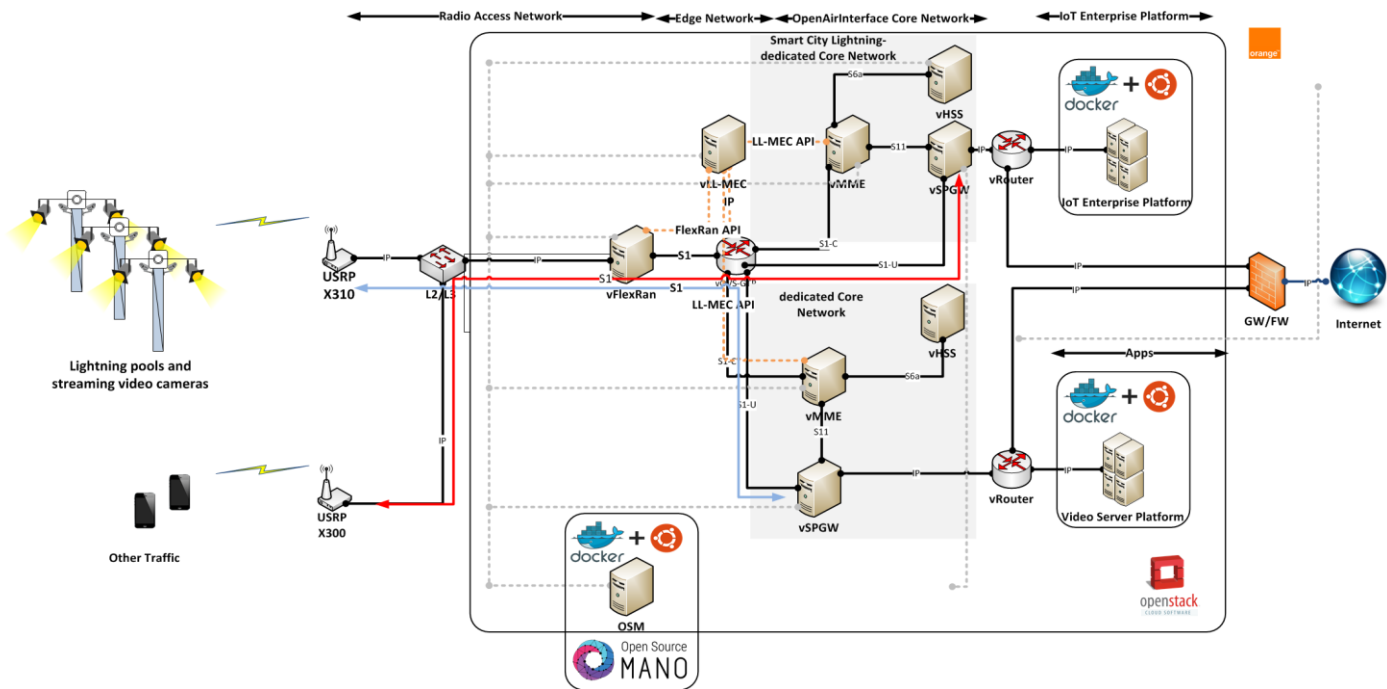 Radio Access Network
Edge Network
OpenAirInterface Core Network
IoT Enterprise Platform
Smart City Lightning-
dedicated Core Network
orange
S6a
docker
+
vHSS
LL-MEC API
S11
IP
IP
vLL-MEC
vMME
vSPGW
vRouter
IoT Enterprise Platform
IP
FlexRan API
S1-C
IP
IP
S1
S1-U
IP
USRP
X310
L2/L3
vFlexRan
S1
S1
IP
IP
GW/FW
Internet
LL-MEC API
dedicated Core
Network
vHSS
Apps
Lightning pools and
streaming video cameras
S1-C
S6a
docker
+
vMME
S1-U
S11
IP
IP
IP
vSPGW
vRouter
Video Server Platform
USRP
X300
Other Traffic
docker
+
OSM
Open Source
MANO
openstack
CLOUD SOFTWARE